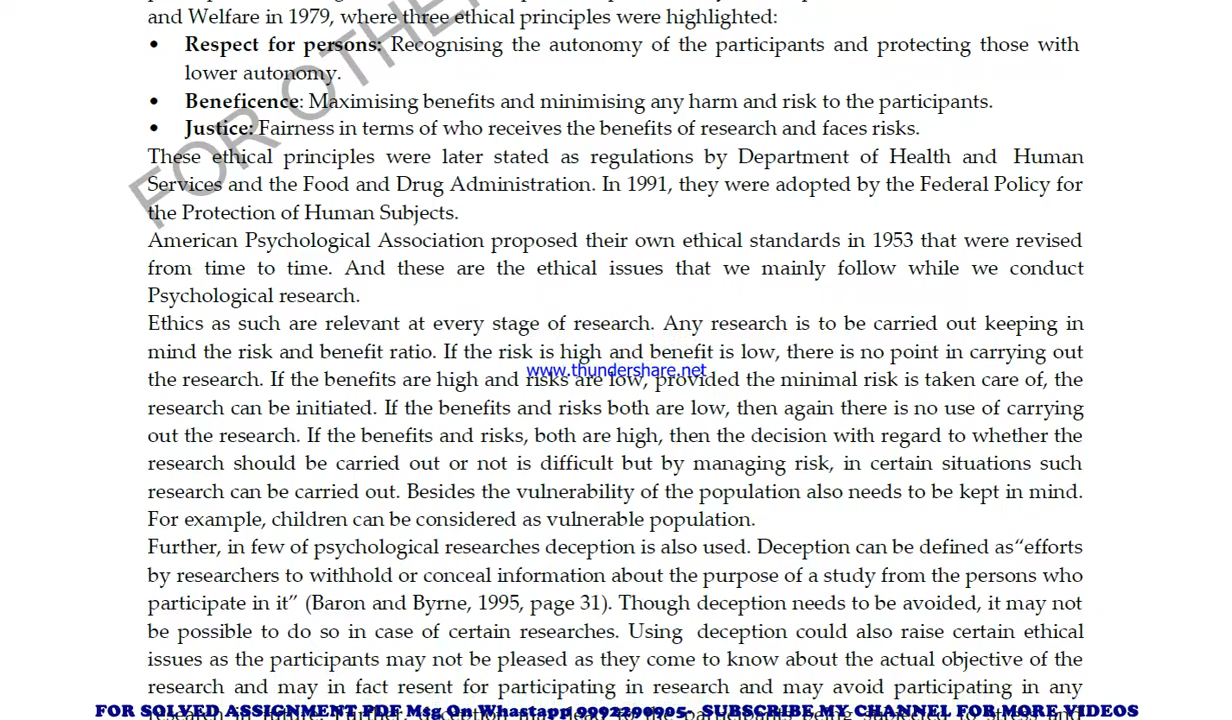 and Welfare in 1979, where three ethical principles were highlighted:
• Respect for persons: Recognising the autonomy of the participants and protecting those with
lower autonomy.
• Beneficence: Maximising benefits and minimising any harm and risk to the participants.
• Justice: Fairness in terms of who receives the benefits of research and faces risks.
FOR OTHE
These ethical principles were later stated as regulations by Department of Health and Human
Services and the Food and Drug Administration. In 1991, they were adopted by the Federal Policy for
the Protection of Human Subjects.
American Psychological Association proposed their own ethical standards in 1953 that were revised
from time to time. And these are the ethical issues that we mainly follow while we conduct
Psychological research.
Ethics as such are relevant at every stage of research. Any research is to be carried out keeping in
mind the risk and benefit ratio. If the risk is high and benefit is low, there is no point in carrying out
www.thundershare.net
the research. If the benefits are high and risks are low, provided the minimal risk is taken care of, the
research can be initiated. If the benefits and risks both are low, then again there is no use of carrying
out the research. If the benefits and risks, both are high, then the decision with regard to whether the
research should be carried out or not is difficult but by managing risk, in certain situations such
research can be carried out. Besides the vulnerability of the population also needs to be kept in mind.
For example, children can be considered as vulnerable population.
Further, in few of psychological researches deception is also used. Deception can be defined as“efforts
by researchers to withhold or conceal information about the purpose of a study from the persons who
participate in it” (Baron and Byrne, 1995, page 31). Though deception needs to be avoided, it may not
be possible to do so in case of certain researches. Using deception could also raise certain ethical
issues as the participants may not be pleased as they come to know about the actual objective of the
research and may in fact resent for participating in research and may avoid participating in any
FOR SOLVED ASSIGNMENT PDF Msg On Whastapp 9992290905- SUBSCRIBE MY CHANNEL FOR MORE VIDEOS